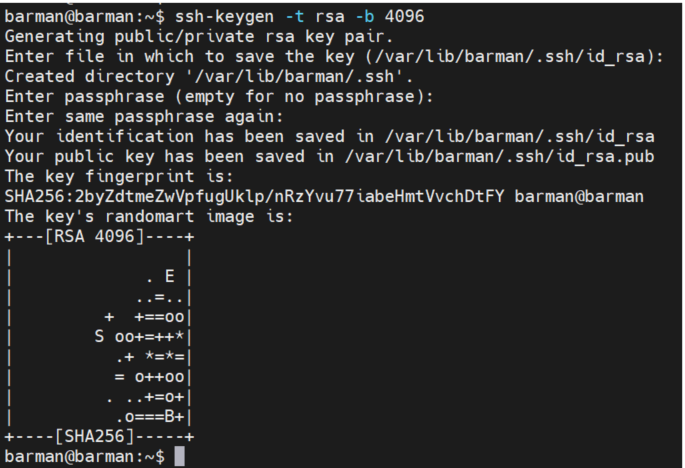 barman@barman:~$ ssh-keygen -t rsa -b 4096
Generating public/private rsa key pair.
Enter file in which to save the key (/var/lib/barman/.ssh/id_rsa):
Created directory '/var/lib/barman/.ssh'.
Enter passphrase (empty for no passphrase):
Enter same passphrase again:
Your identification has been saved in /var/lib/barman/.ssh/id_rsa
Your public key has been saved in /var/lib/barman/.ssh/id_rsa.pub
The key fingerprint is:
SHA256:2byZdtmeZwVpfugUklp/nRzYvu77iabeHmtVvchDtFY barman@barman
The key's randomart image is:
+---[RSA 4096]----+
|                 |
|             . E |
|            ..=..|
|         +  +==oo|
|        S oo+=++*|
|          .+ *=*=|
|          = o++oo|
|         . ..+=o+|
|          .o===B+|
+----[SHA256]-----+
barman@barman:~$